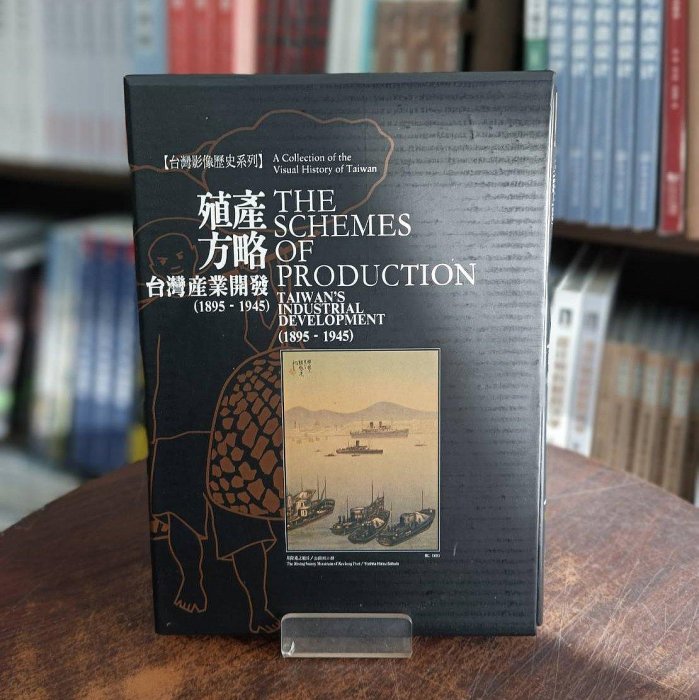 【台灣影像歷史系列】
A Collection of the
Visual History of Taiwan
殖產
方略
台灣産業開發
(1895 - 1945)
THE
SCHEMES
OF
PRODUCTION
TAIWAN'S
INDUSTRIAL
DEVELOPMENT
(1895 - 1945)